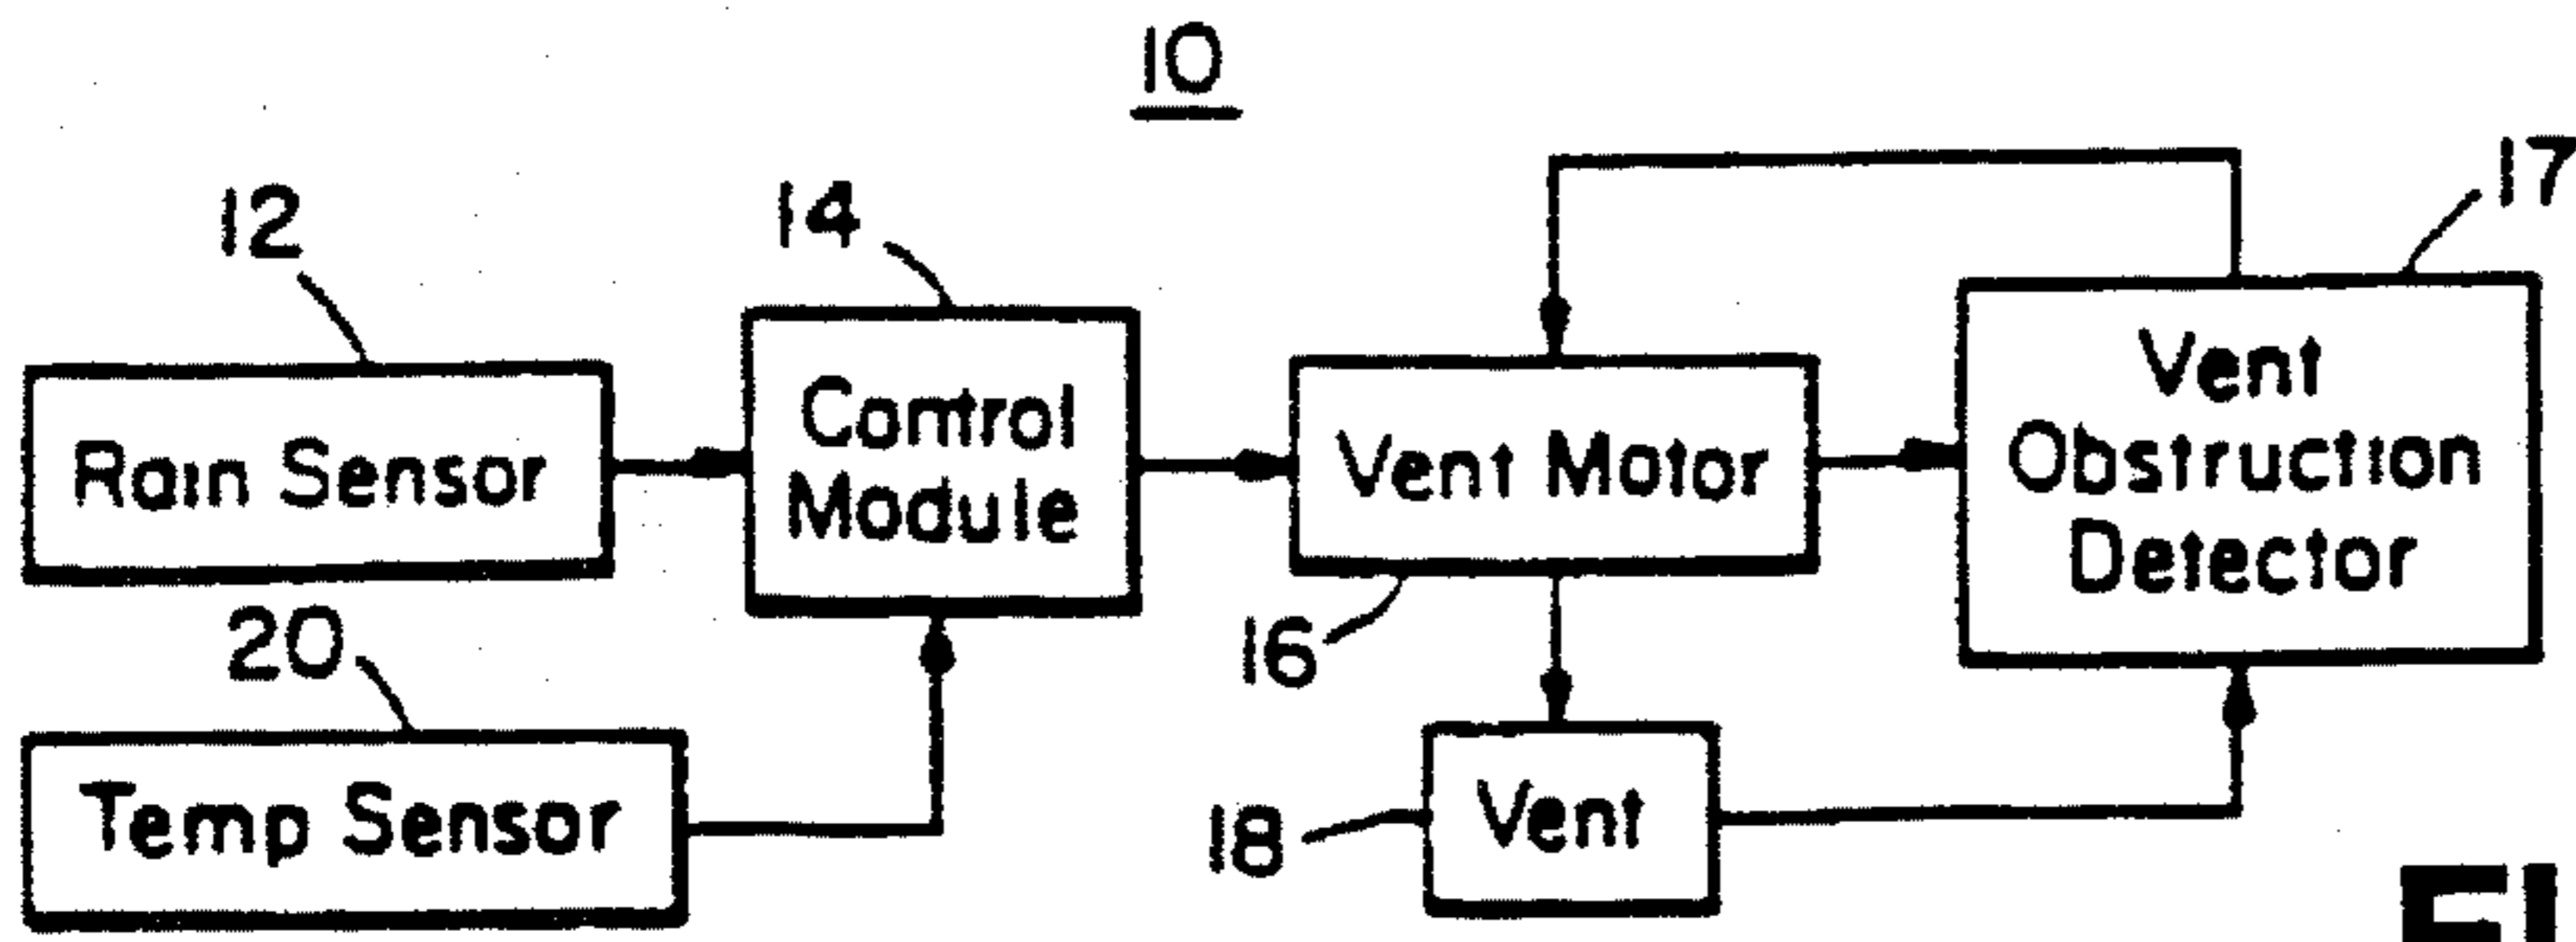 10
12
14
17
Rain Sensor
Control
Module
Vent Motor
Vent
Obstruction
Detector
20
16
Temp Sensor
18
Vent